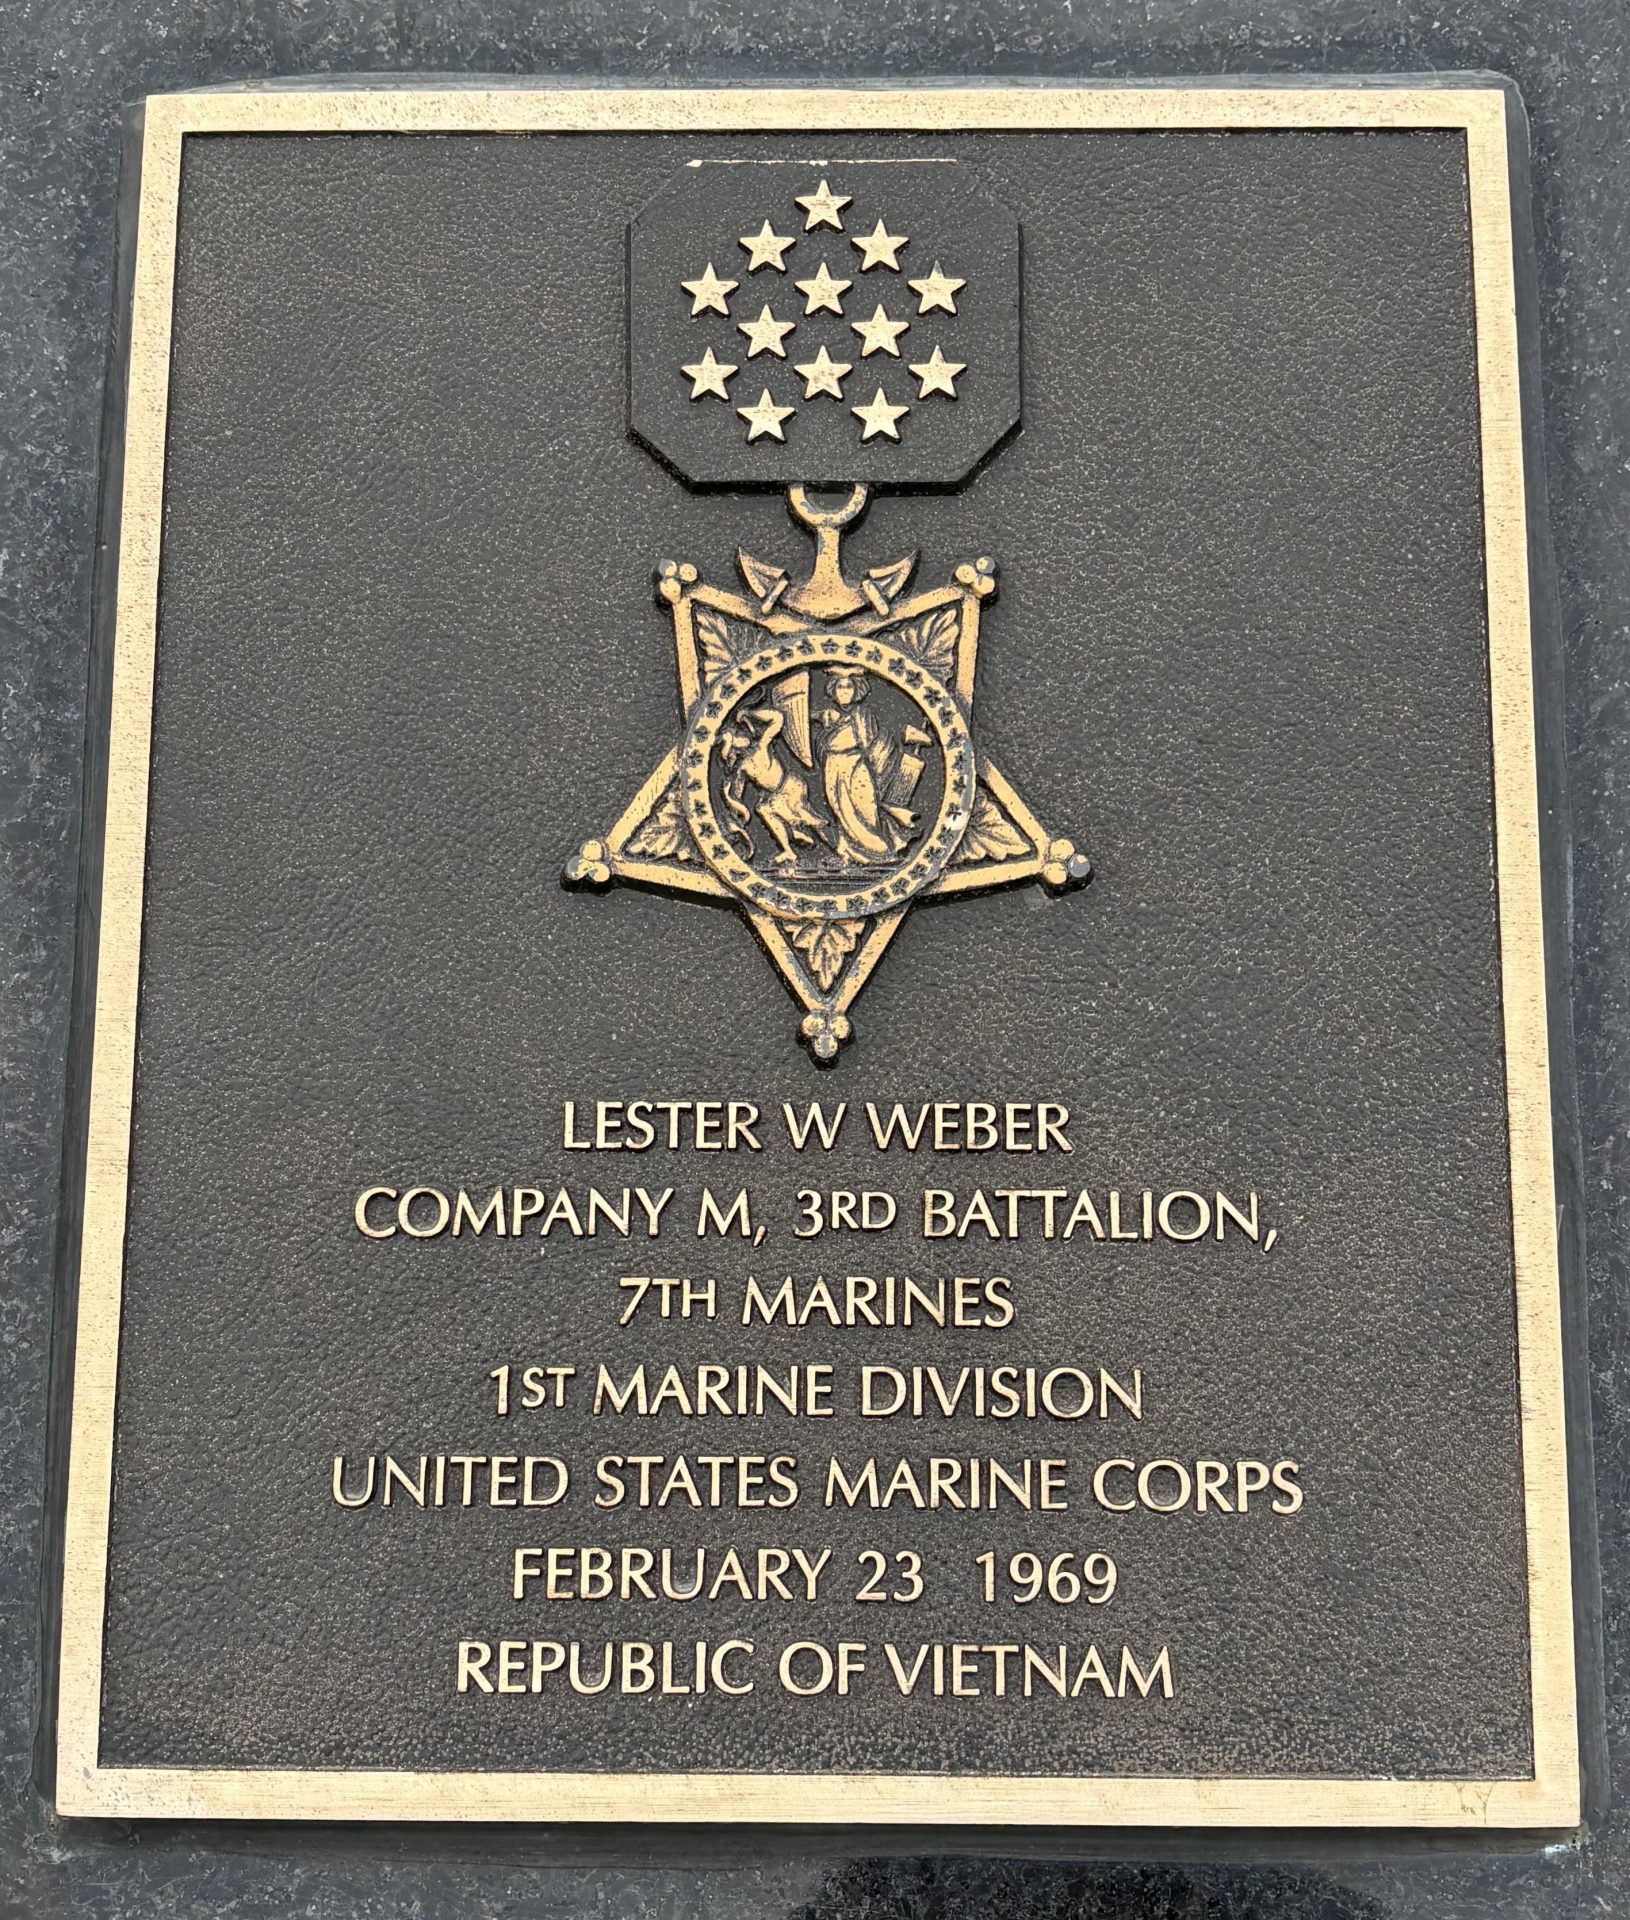 LESTER W WEBER
COMPANY M, 3RD BATTALION,
7TH MARINES
1ST MARINE DIVISION
UNITED STATES MARINE CORPS
FEBRUARY 23 1969
REPUBLIC OF VIETNAM